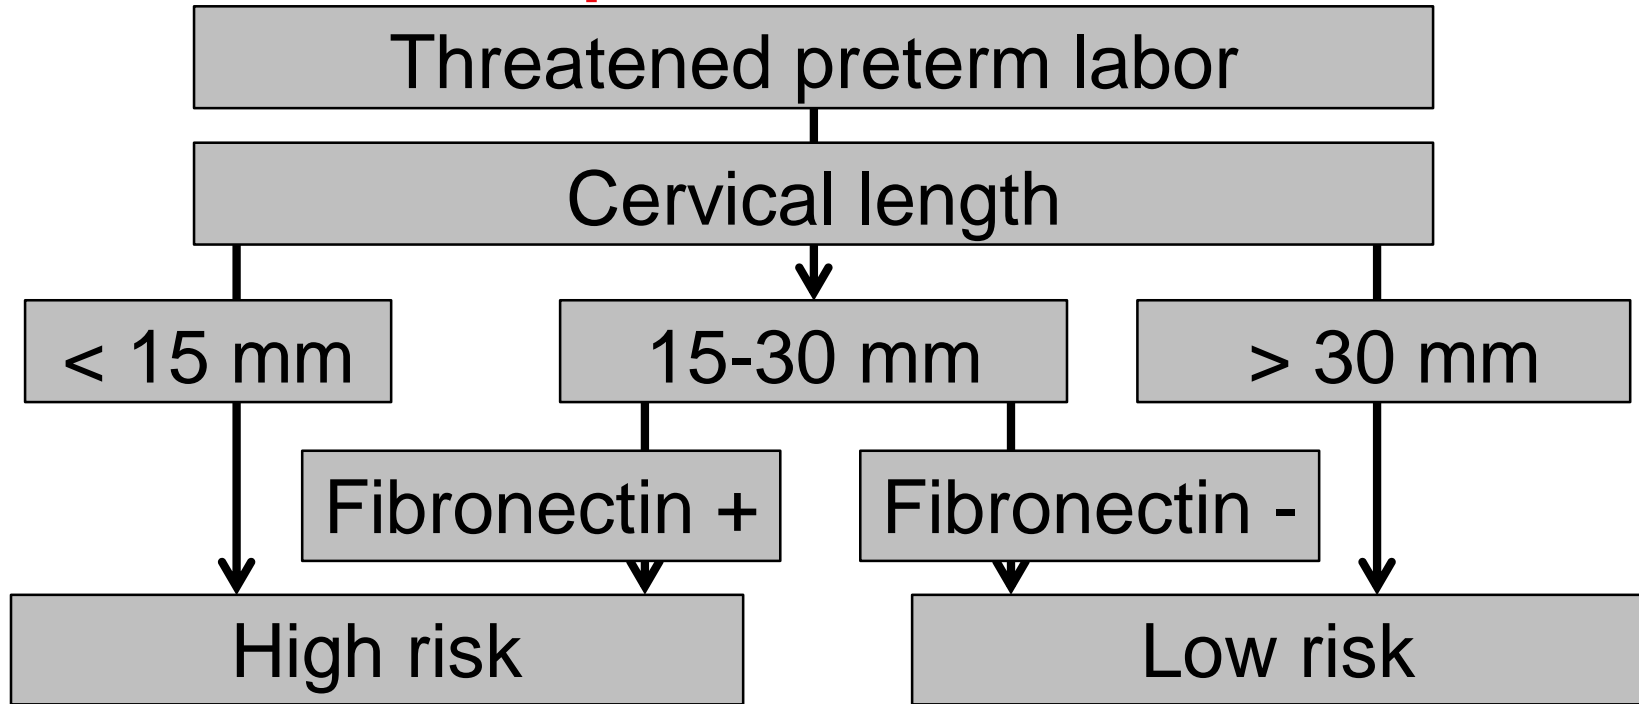 Threatened preterm labor
Cervical length
< 15 mm
15-30 mm
> 30 mm
Fibronectin +
Fibronectin -
High risk
Low risk